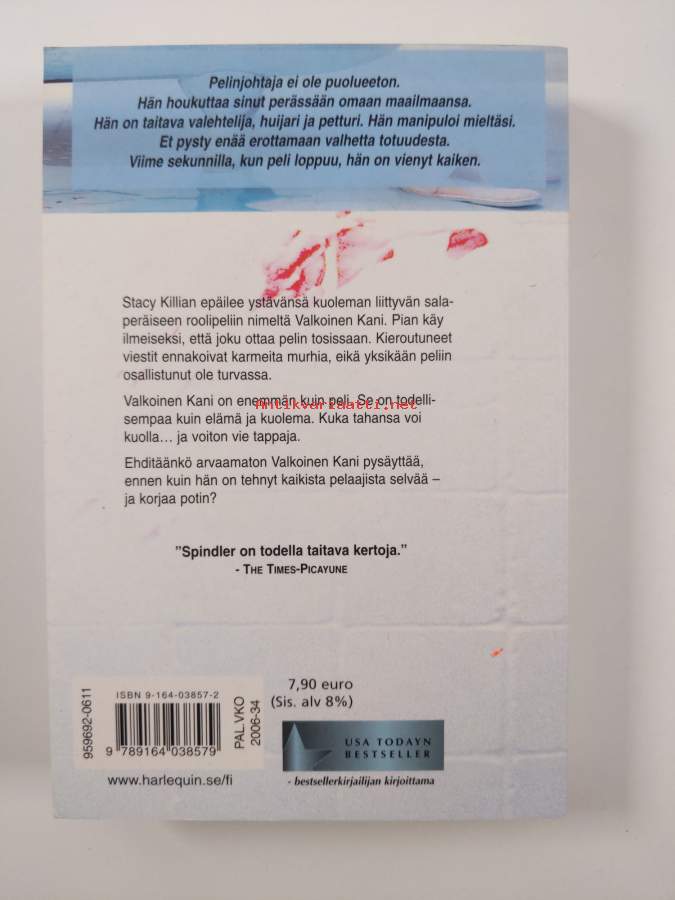 Pelinjohtaja ei ole puolueeton.
Hän houkuttaa sinut perässään omaan maailmaansa.
Hän on taitava valehtelija, huijari ja petturi. Hän manipuloi mieltäsi.
Et pysty enää erottamaan valhetta totuudesta.
Viime sekunnilla, kun peli loppuu, hän on vienyt kaiken.
Stacy Killian epäilee ystävänsä kuoleman liittyvän sala-
peräiseen roolipeliin nimeltä Valkoinen Kani. Pian käy
ilmeiseksi, että joku ottaa pelin tosissaan. Kieroutuneet
viestit ennakoivat karmeita murhia, eikä yksikään peliin
osallistunut ole turvassa.
Valkoinen Kani on enemmän kuin peli. Se on todelli-
sempaa kuin elämä ja kuolema. Kuka tahansa voi
kuolla… ja voiton vie tappaja.
Antikvariaatti.net
Ehditäänkö arvaamaton Valkoinen Kani pysäyttää,
ennen kuin hän on tehnyt kaikista pelaajista selvää –
ja korjaa potin?
"Spindler on todella taitava kertoja."
- THE TIMES-PICAYUNE
959692-0611
ISBN 9-164-03857-2
9 789164 038579
PAL.VKO
2006-34
www.harlequin.se/fi
7,90 euro
(Sis. alv 8%)
USA TODAYN
BESTSELLER
- bestsellerkirjailijan kirjoittama